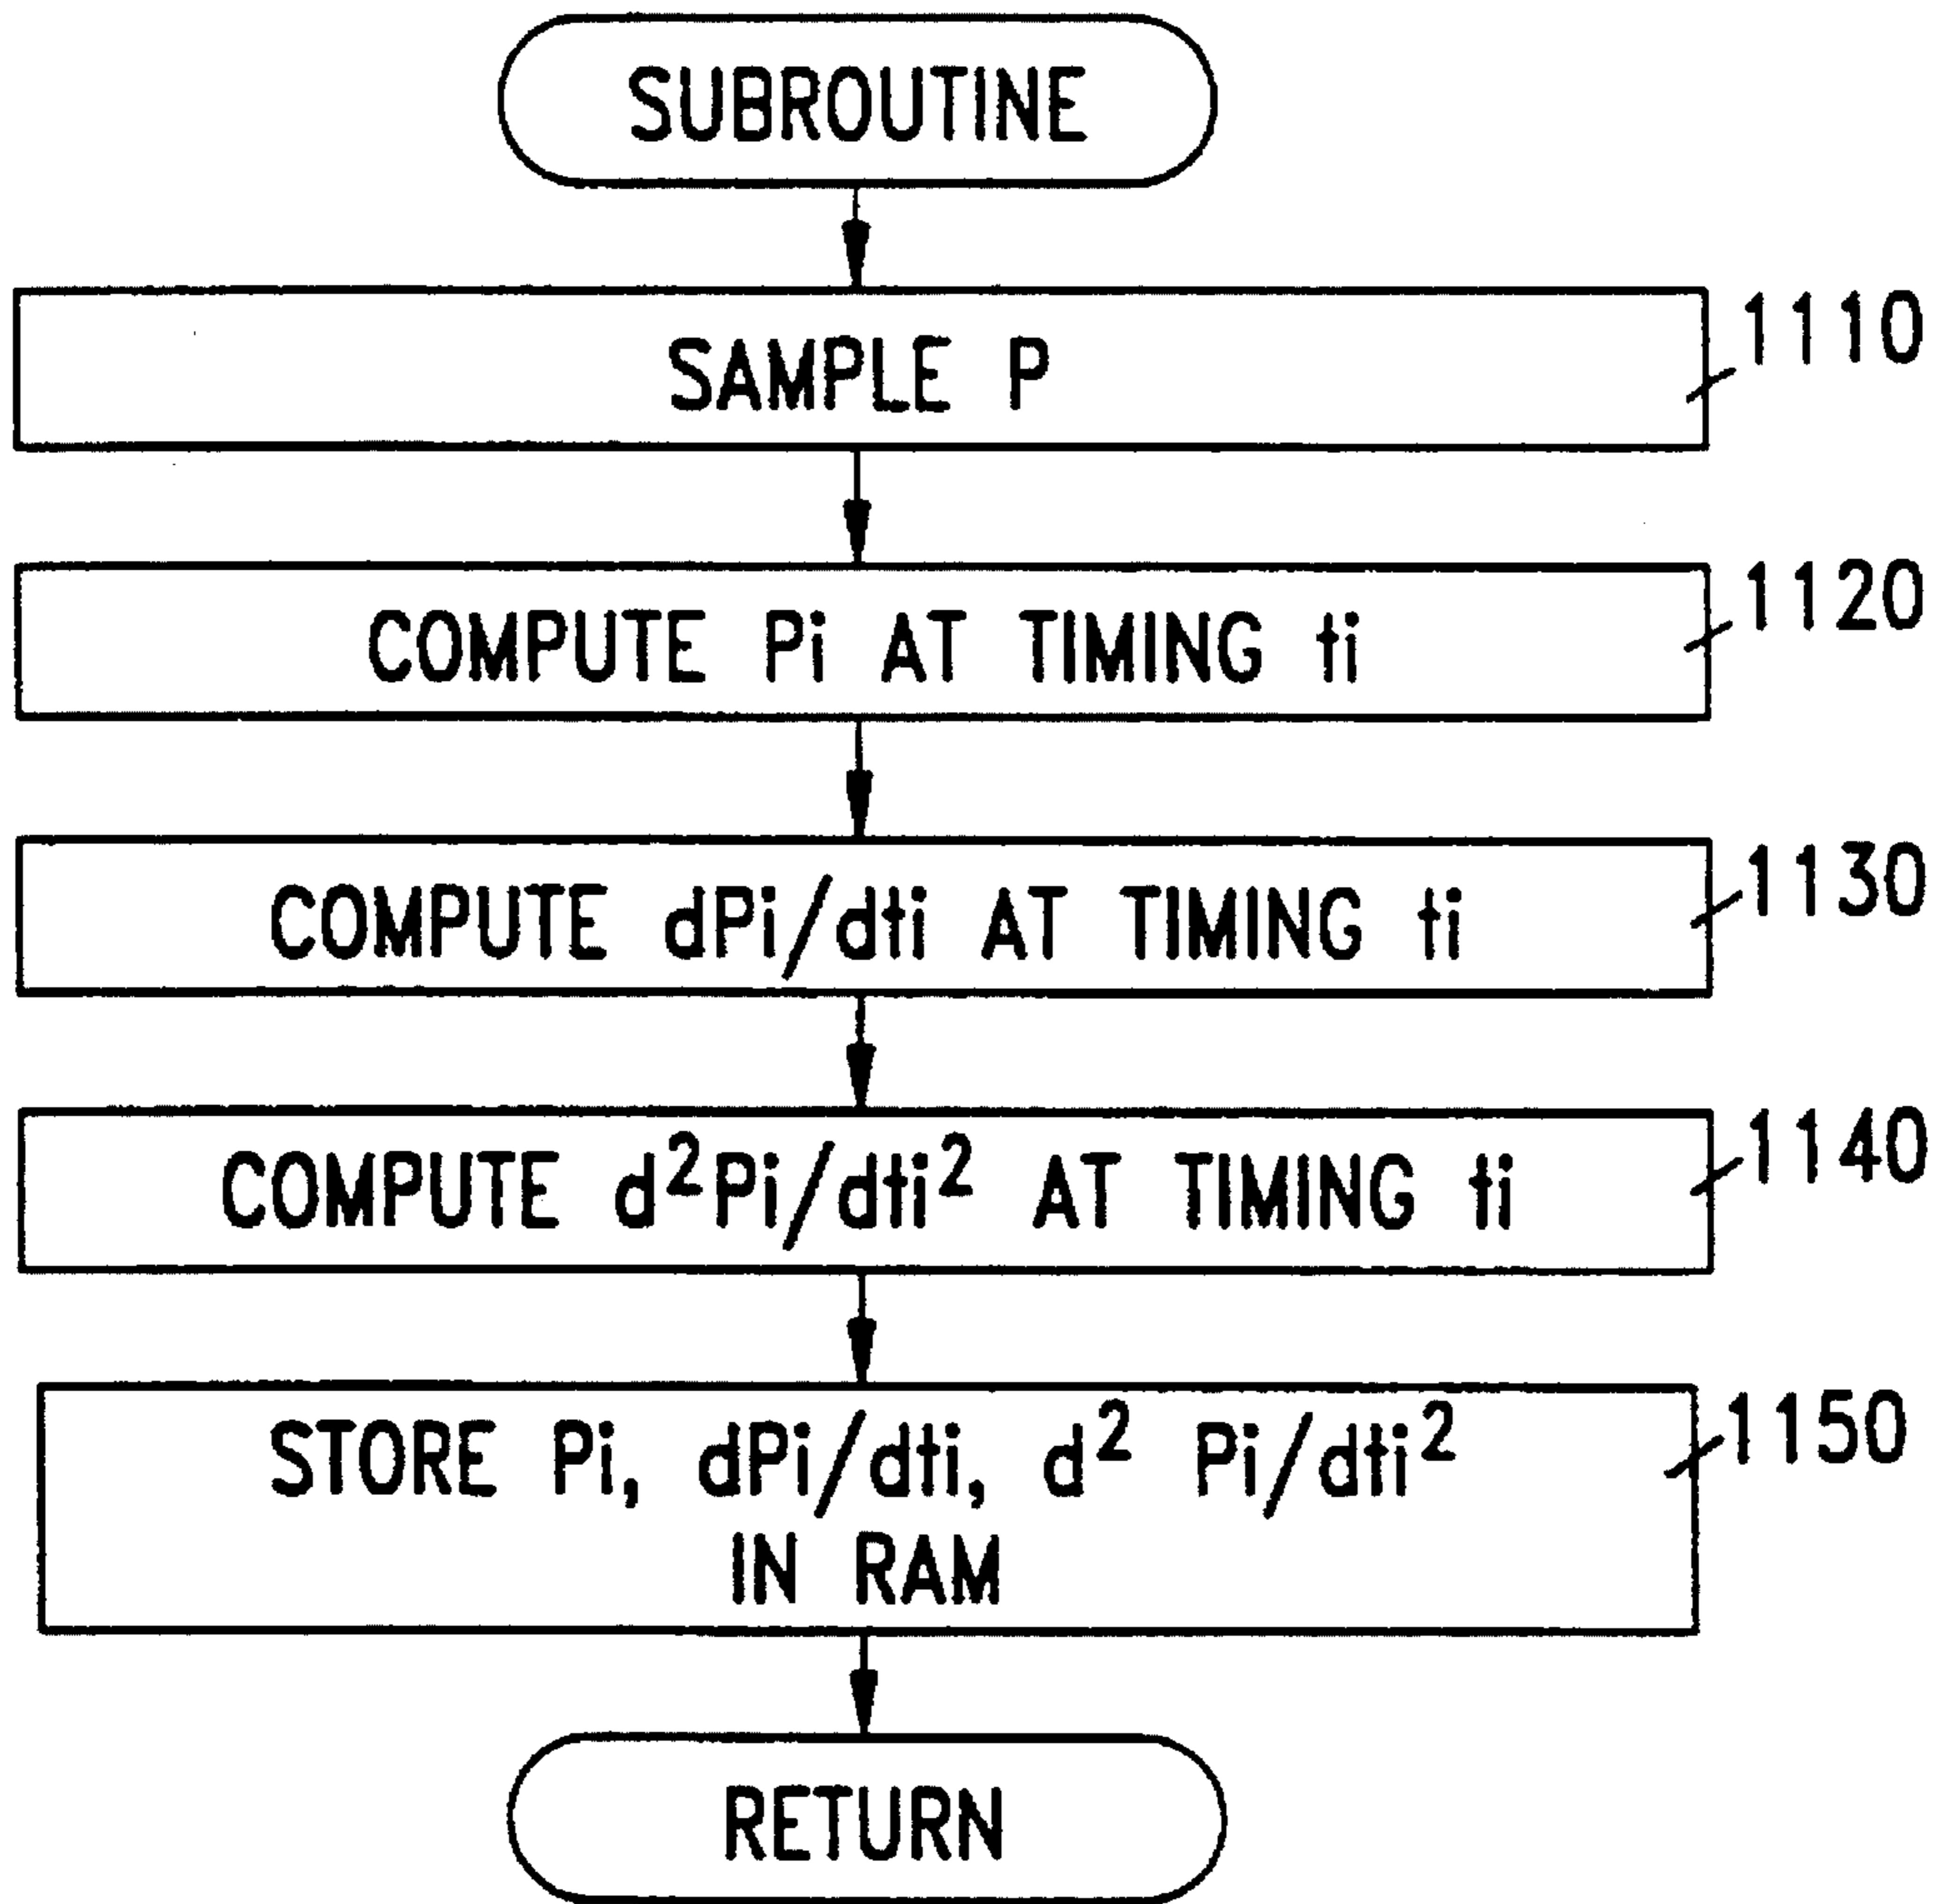 SUBROUTINE
SAMPLE P
1110
COMPUTE Pi AT TIMING ti
1120
COMPUTE dPi/dti AT TIMING ti
1130
COMPUTE d²Pi/dti² AT TIMING ti
1140
STORE Pi, dPi/dti, d² Pi/dti²
IN RAM
1150
RETURN